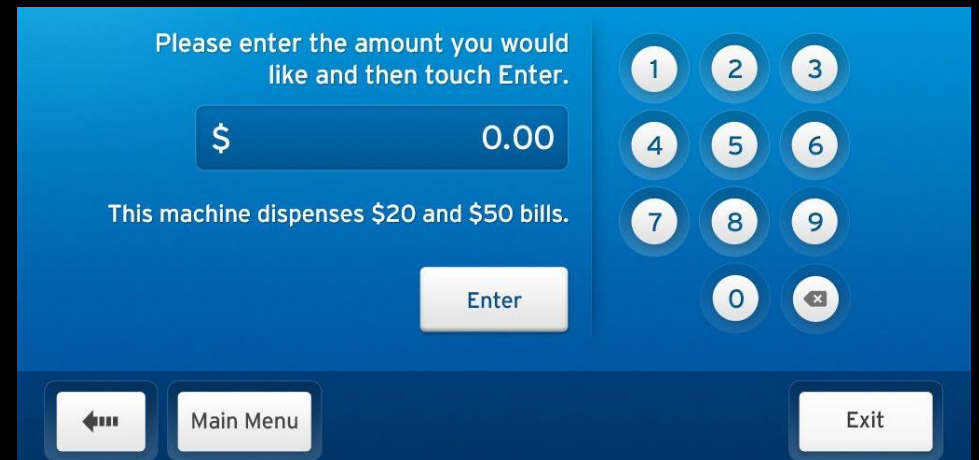 Please enter the amount you would
like and then touch Enter.
$ 0.00
This machine dispenses $20 and $50 bills.
Enter
1 2 3
4 5 6
7 8 9
0
Main Menu
Exit